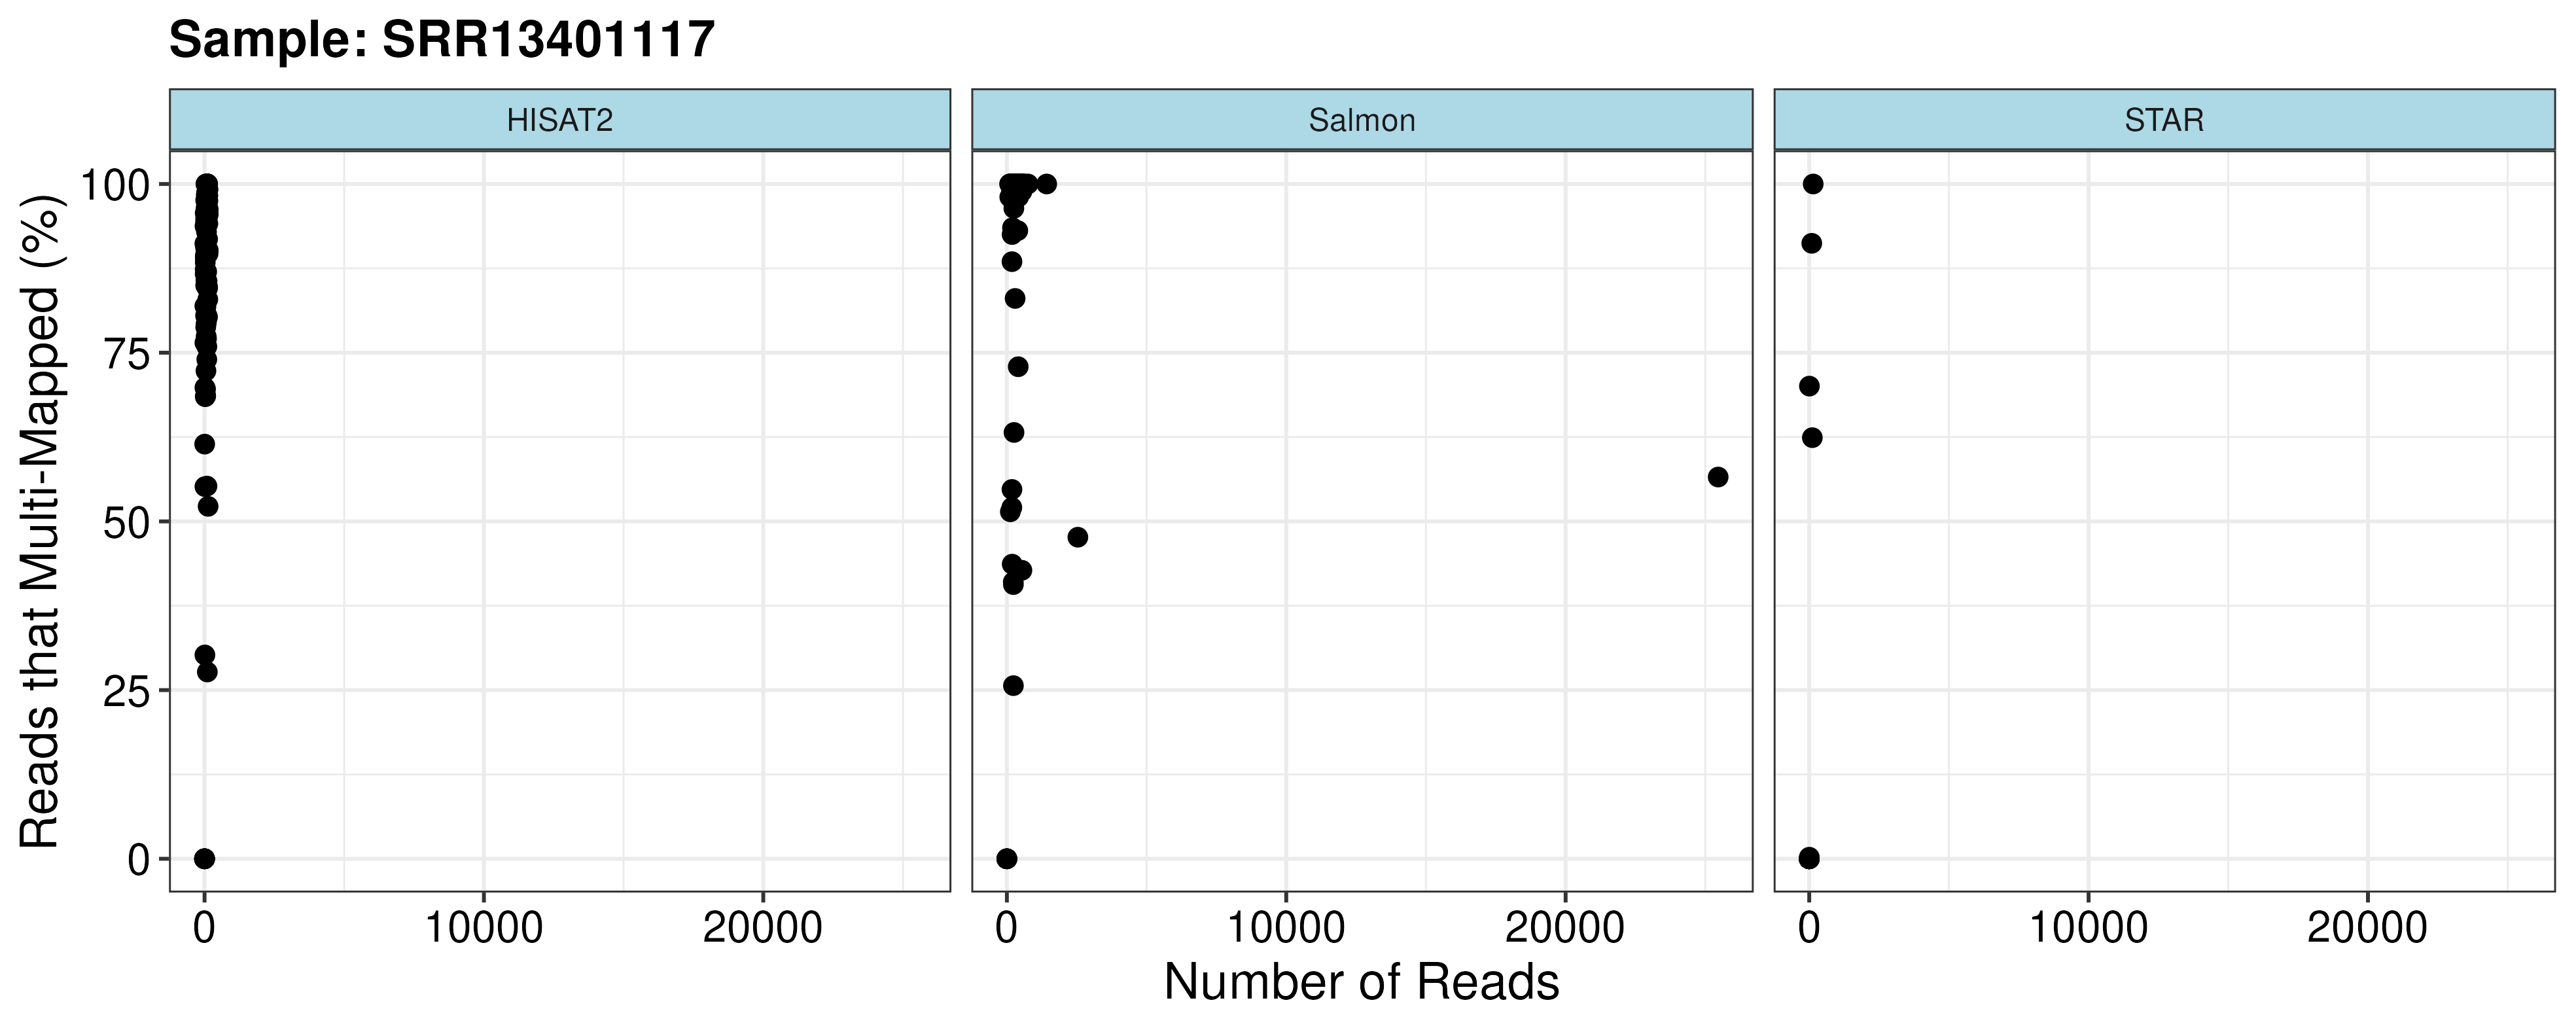 Sample: SRR13401117
HISAT2 Salmon STAR
Reads that Multi-Mapped (%)
100
75
50
25
0
0 10000 20000 0 10000 20000 0 10000 20000
Number of Reads